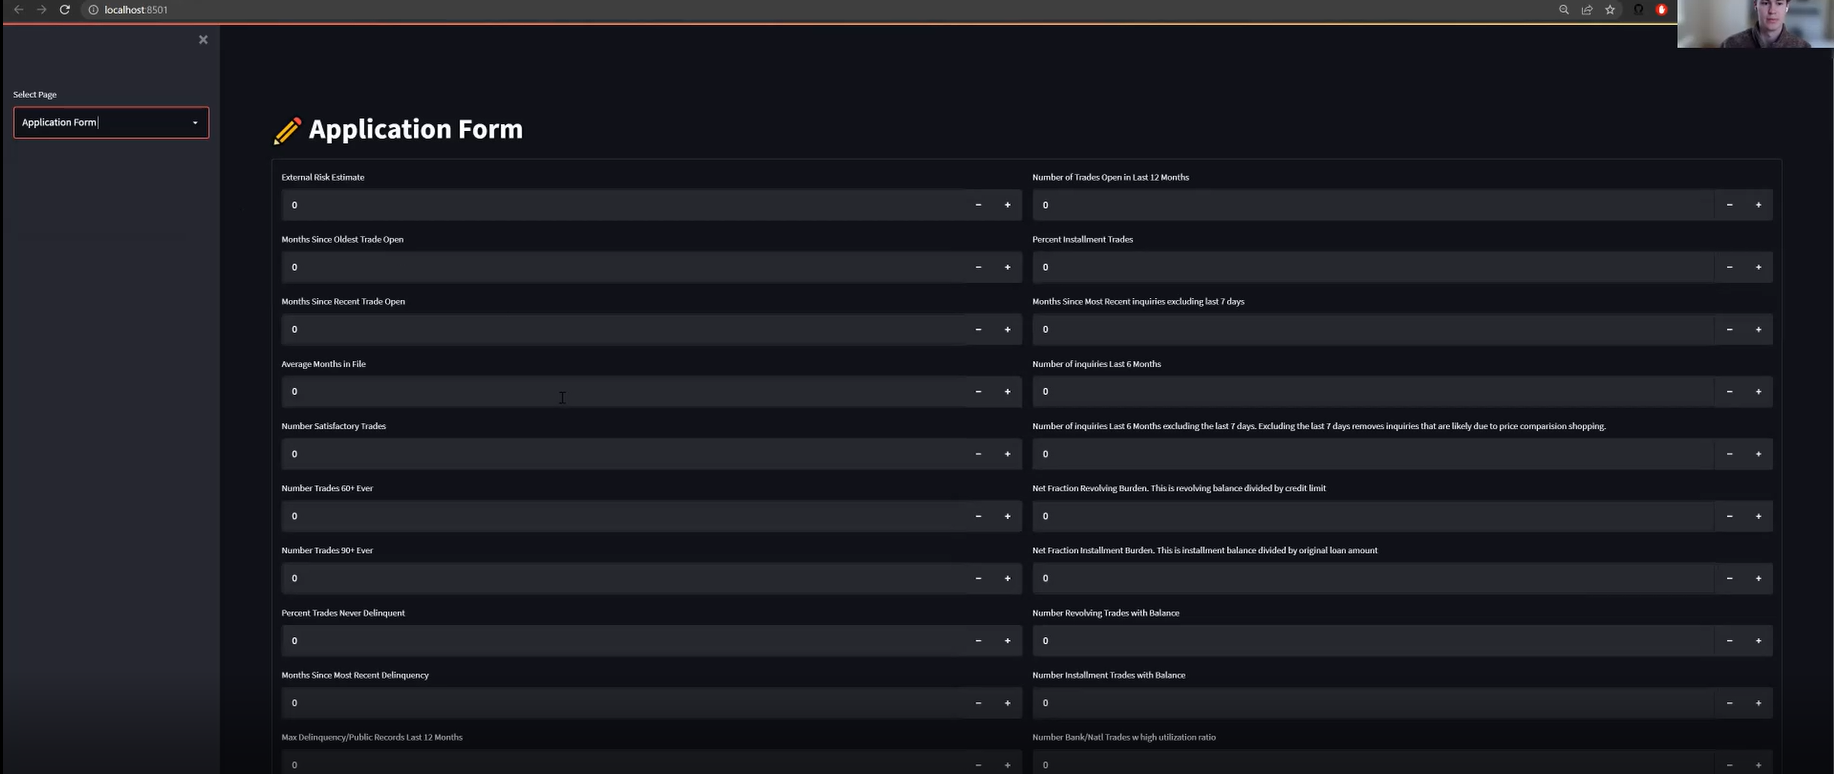 localhost:8501
Select Page
Application Form
Application Form
External Risk Estimate
0
Number of Trades Open in Last 12 Months
0
Months Since Oldest Trade Open
0
Percent Installment Trades
0
Months Since Recent Trade Open
0
Months Since Most Recent inquiries excluding last 7 days
0
Average Months in File
0
Number of inquiries Last 6 Months
0
Number Satisfactory Trades
0
Number of inquiries Last 6 Months excluding the last 7 days. Excluding the last 7 days removes inquiries that are likely due to price comparision shopping.
0
Number Trades 60+ Ever
0
Net Fraction Revolving Burden. This is revolving balance divided by credit limit
0
Number Trades 90+ Ever
0
Net Fraction Installment Burden. This is installment balance divided by original loan amount
0
Percent Trades Never Delinquent
0
Number Revolving Trades with Balance
0
Months Since Most Recent Delinquency
0
Number Installment Trades with Balance
0
Max Delinquency/Public Records Last 12 Months
0
Number Bank/Natl Trades w high utilization ratio
0